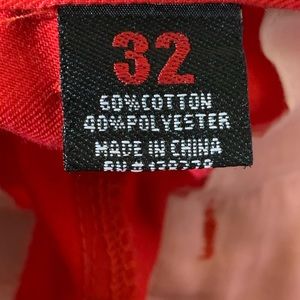 32
60%COTTON
40%POLYESTER
MADE IN CHINA